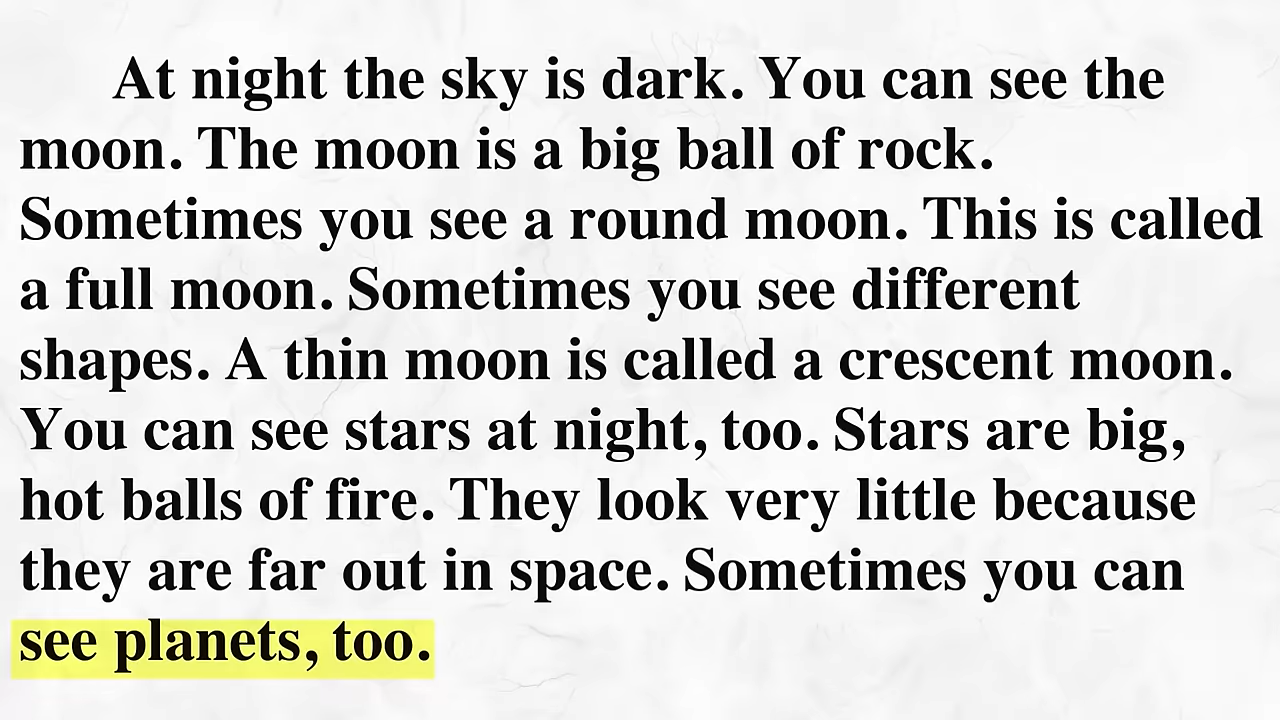 At night the sky is dark. You can see the
moon. The moon is a big ball of rock.
Sometimes you see a round moon. This is called
a full moon. Sometimes you see different
shapes. A thin moon is called a crescent moon.
You can see stars at night, too. Stars are big,
hot balls of fire. They look very little because
they are far out in space. Sometimes you can
see planets, too.